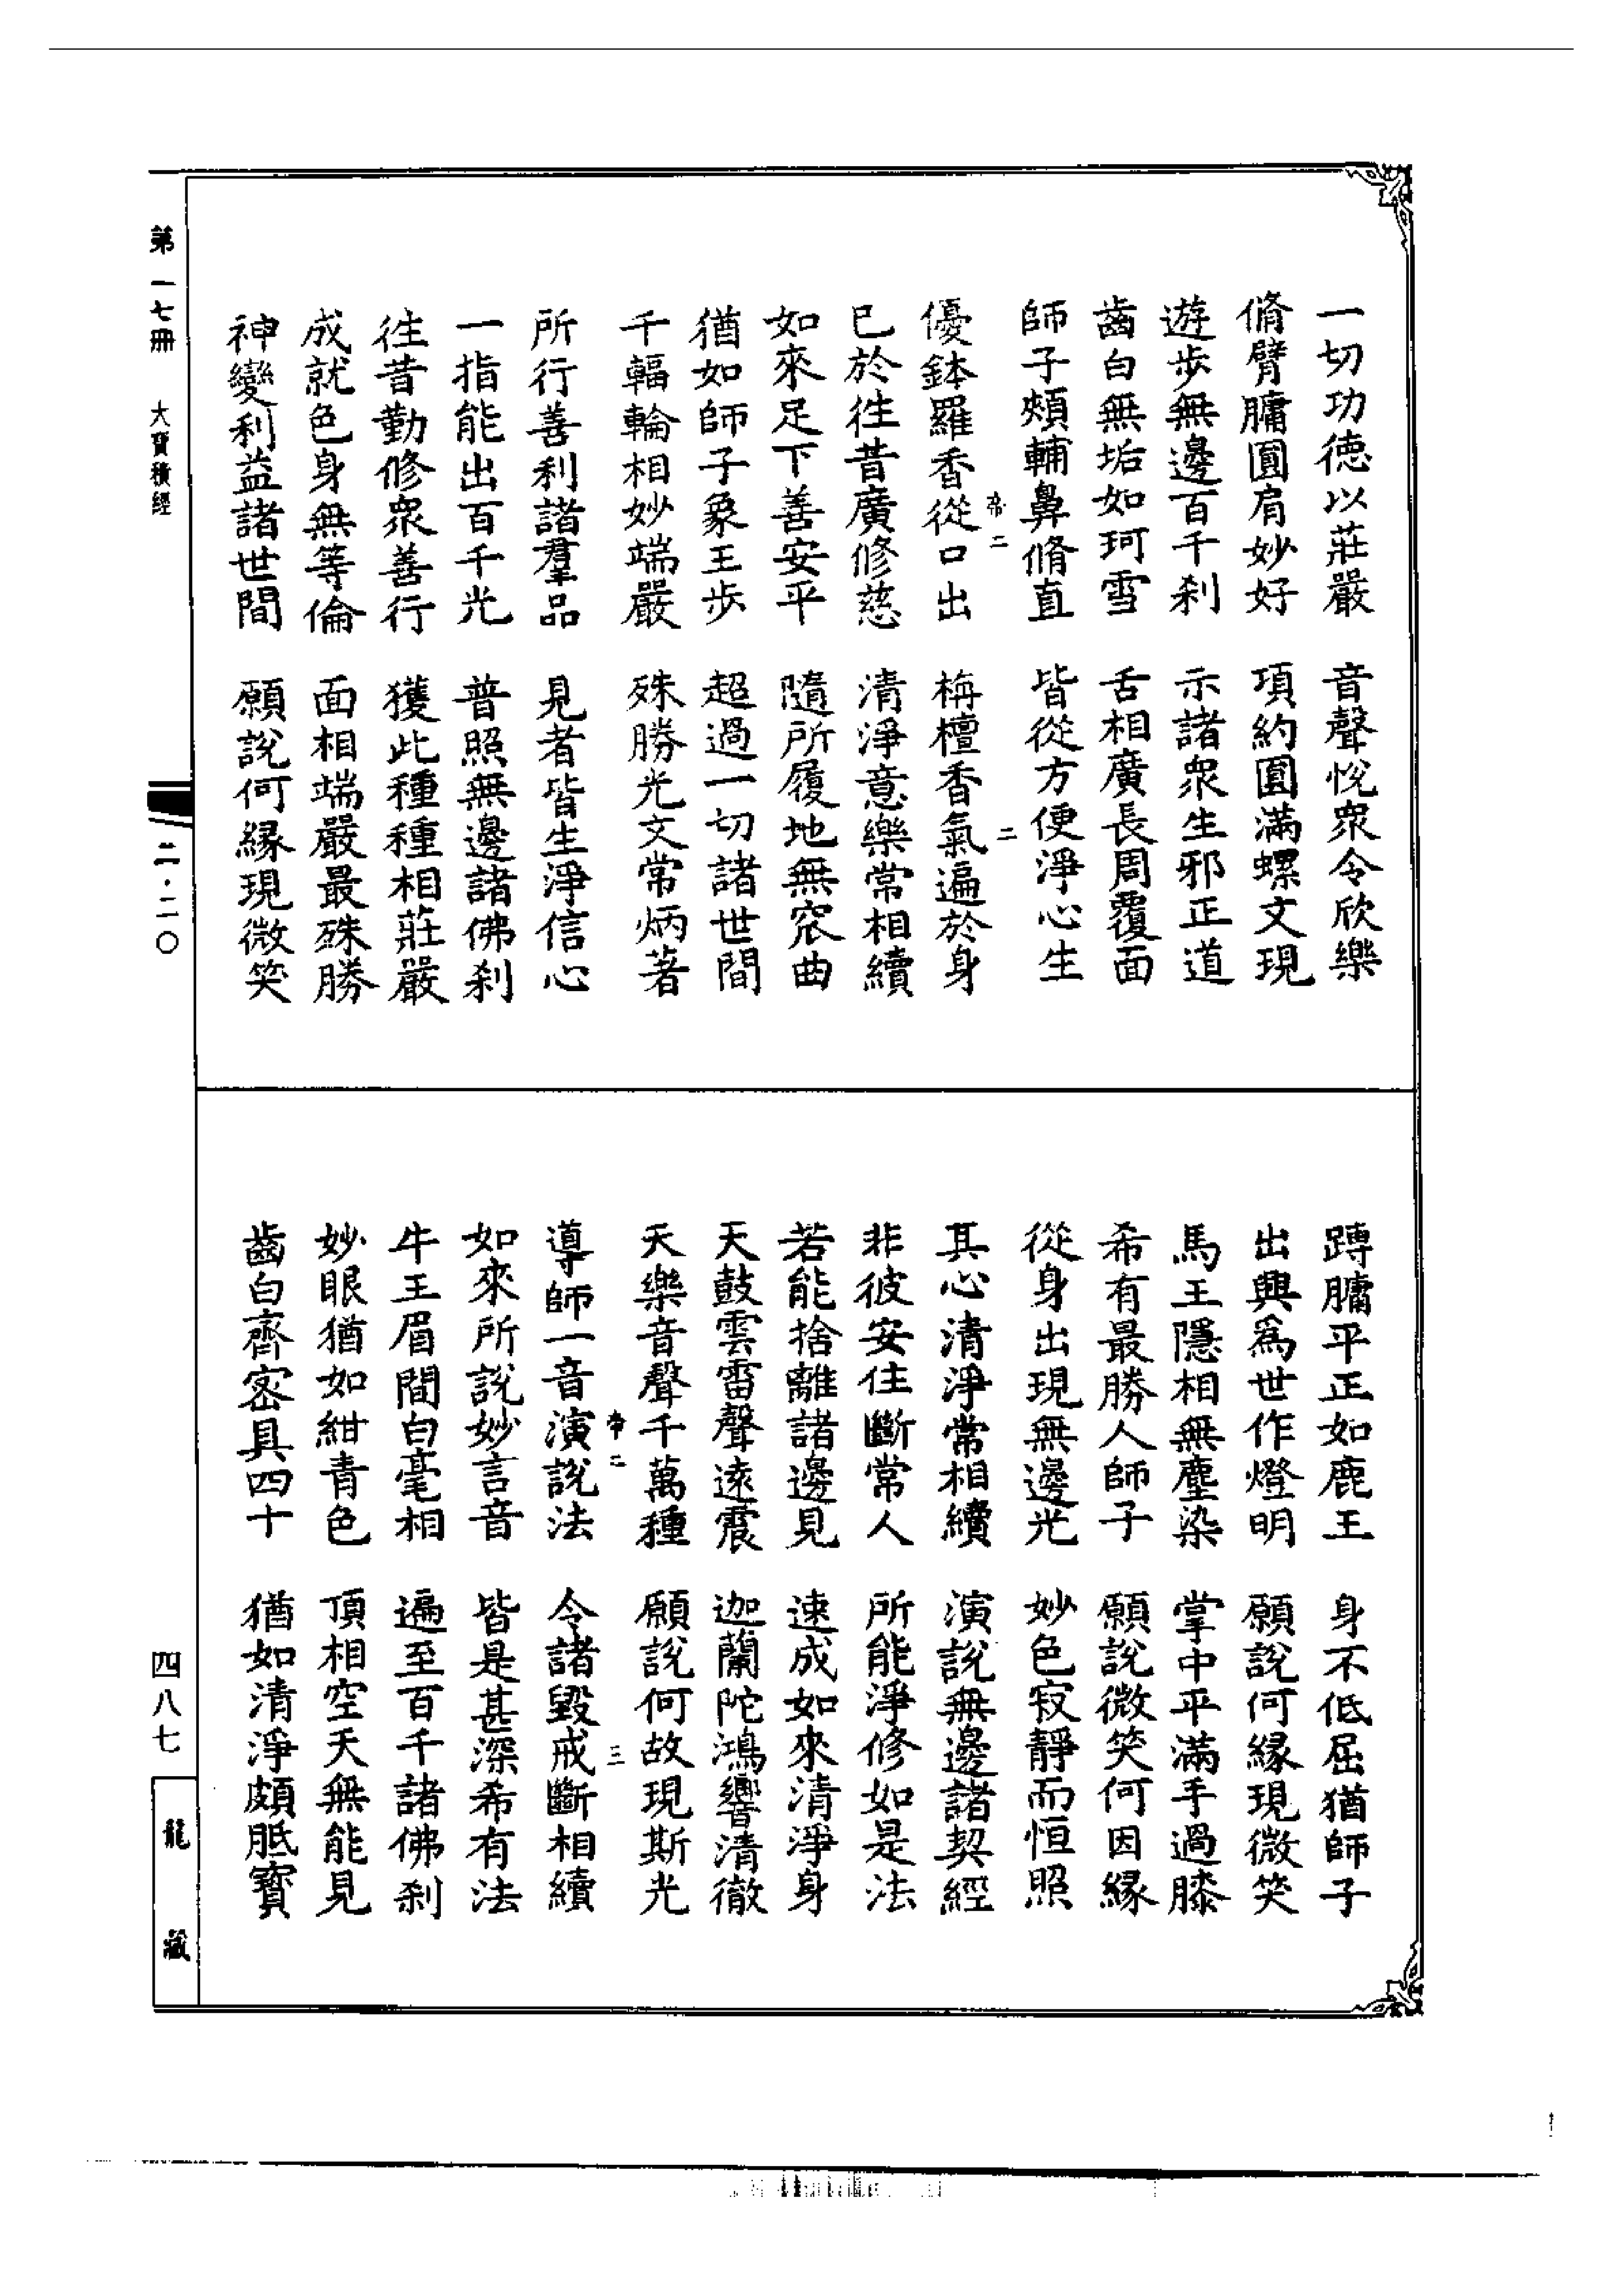 一切功德以莊嚴　音聲悅衆令欣樂
脩臂𦟛圓肩妙好　項約圓滿螺文現
遊步無邊百千刹　示諸衆生邪正道
齒白無垢如珂雪　舌相廣長周覆面
師子頰輔鼻脩直　皆從方便淨心生
帝二　二
優鉢羅香從口出　栴檀香氣遍於身
已於往昔廣修慈　清淨意樂常相續
如來足下善安平　隨所履地無窊曲
猶如師子象王步　超過一切諸世間
千輻輪相妙端嚴　殊勝光文常炳著
所行善利諸羣品　見者皆生淨信心
一指能出百千光　普照無邊諸佛刹
往昔勤修衆善行　獲此種種相莊嚴
成就色身無等倫　面相端嚴最殊勝
神變利益諸世間　願說何緣現微笑
蹲𦟛平正如鹿王　身不低屈猶師子
出興爲世作燈明　願說何緣現微笑
馬王隱相無塵染　掌中平滿手過膝
希有最勝人師子　願說微笑何因緣
從身出現無邊光　妙色寂靜而恒照
其心清淨常相續　演說無邊諸契經
非彼安住斷常人　所能淨修如是法
若能捨離諸邊見　速成如來清淨身
天鼓雲雷聲遠震　迦蘭陀鴻響清徹
天樂音聲千萬種　願說何故現斯光
帝二　三
導師一音演說法　令諸毀戒斷相續
如來所說妙言音　皆是甚深希有法
牛王眉間白毫相　遍至百千諸佛刹
妙眼猶如紺青色　頂相空天無能見
齒白齊密具四十　猶如清淨頗胝寶
第一七冊　大寶積經
二·二〇
四八七
龍藏